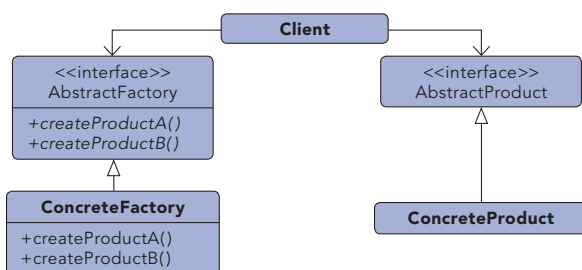 Client
<<interface>>
AbstractFactory
+createProductA()
+createProductB()
<<interface>>
AbstractProduct
ConcreteFactory
+createProductA()
+createProductB()
ConcreteProduct